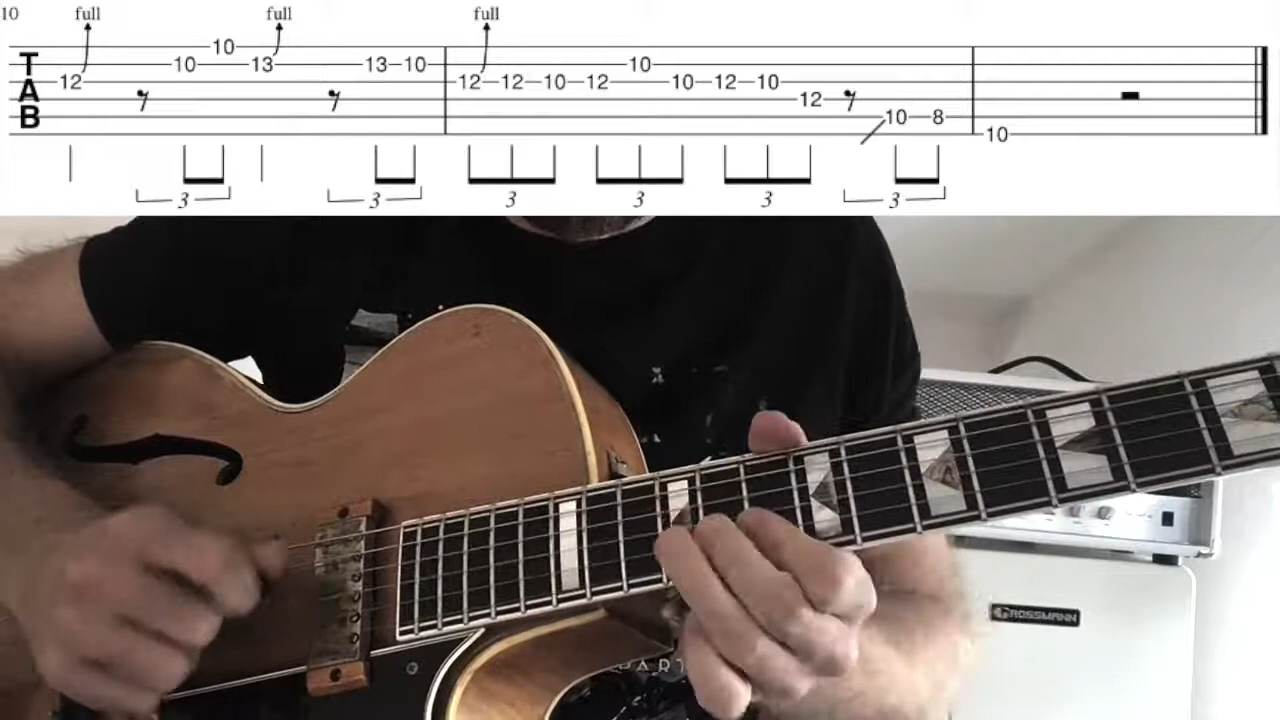 10 full full full
10
T 10 13 13 10 10
12 12 12 10 12 10 12 10
A 12
B 10 8
10
3 3 3 3 3 3
GROSSMANN
PART